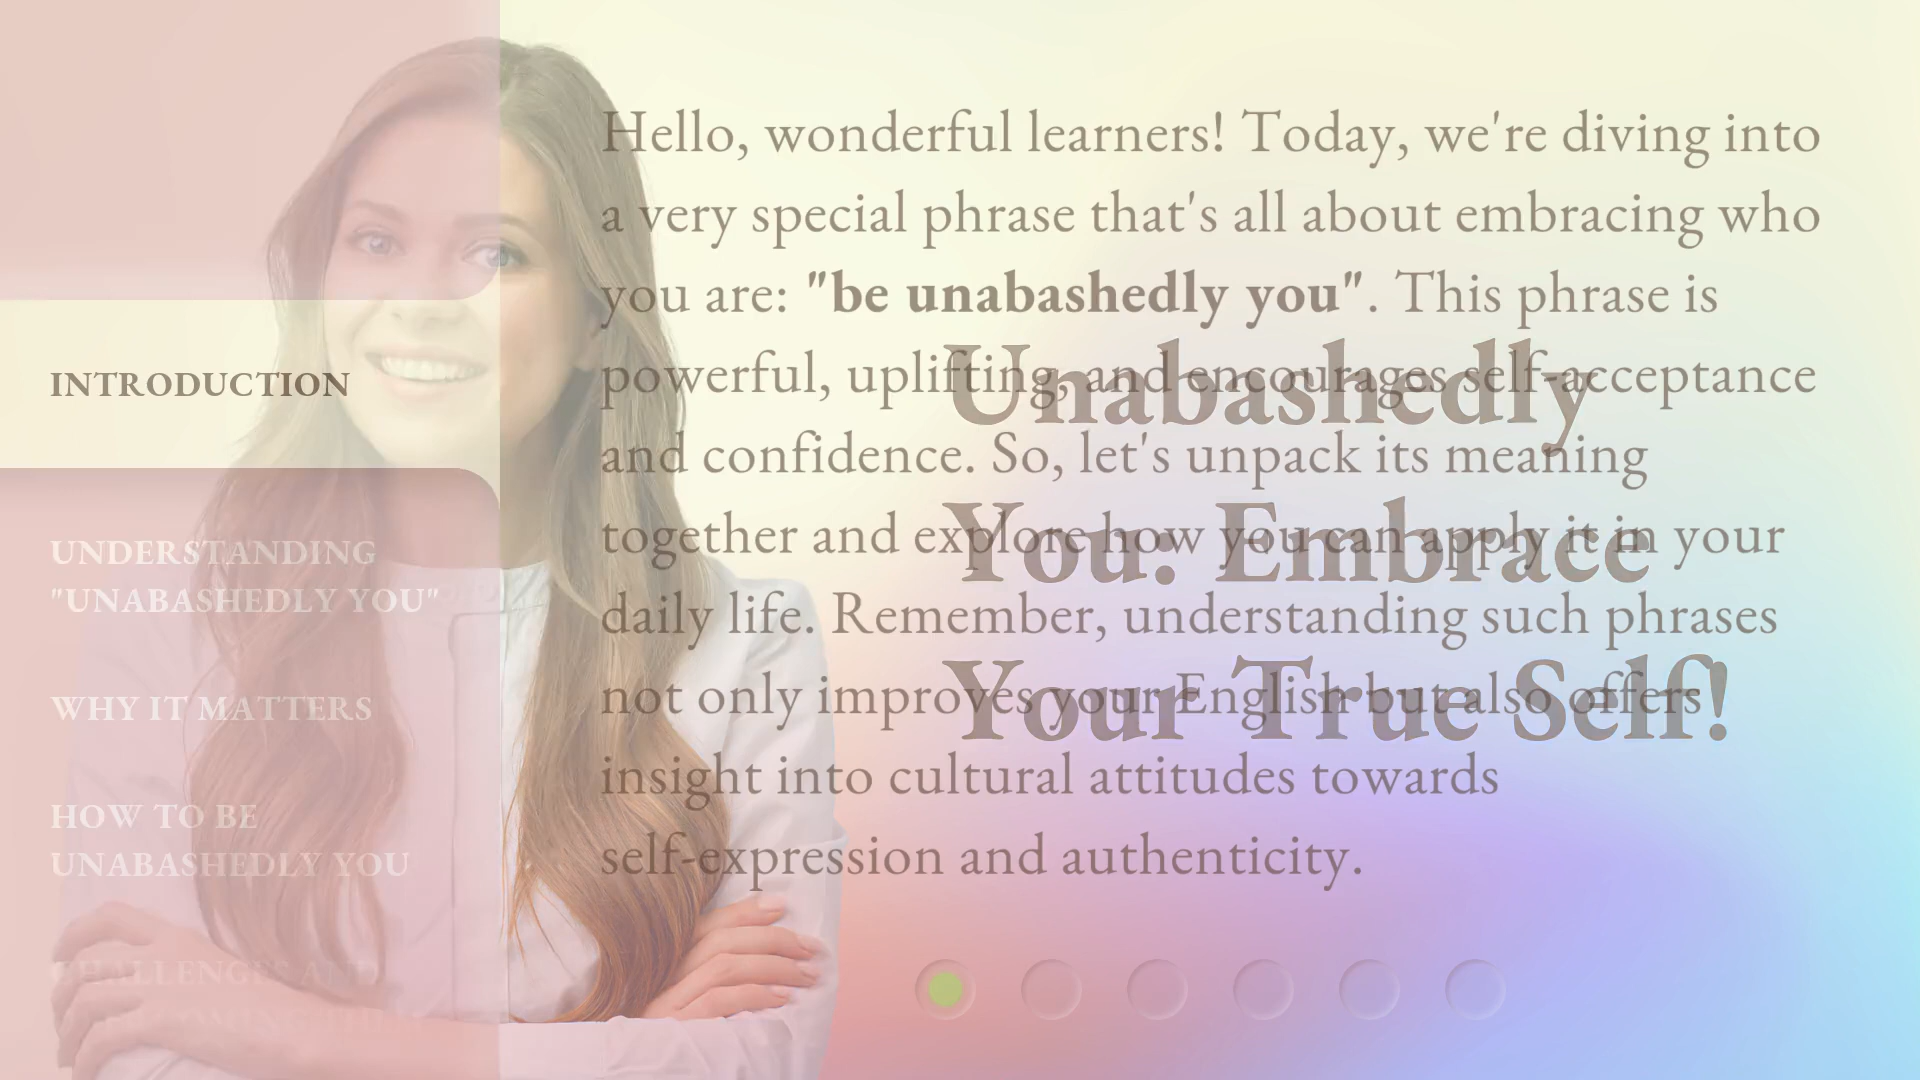 INTRODUCTION
UNDERSTANDING
"UNABASHEDLY YOU"
WHY IT MATTERS
HOW TO BE
UNABASHEDLY YOU
CHALLENGES AND
Hello, wonderful learners! Today, we're diving into
a very special phrase that's all about embracing who
you are: "be unabashedly you". This phrase is
powerful, uplifting, and encourages self-acceptance
and confidence. So, let's unpack its meaning
together and explore how you can apply it in your
daily life. Remember, understanding such phrases
not only improves your English but also offers
insight into cultural attitudes towards
self-expression and authenticity.
Unabashedly
You: Embrace
Your True Self!